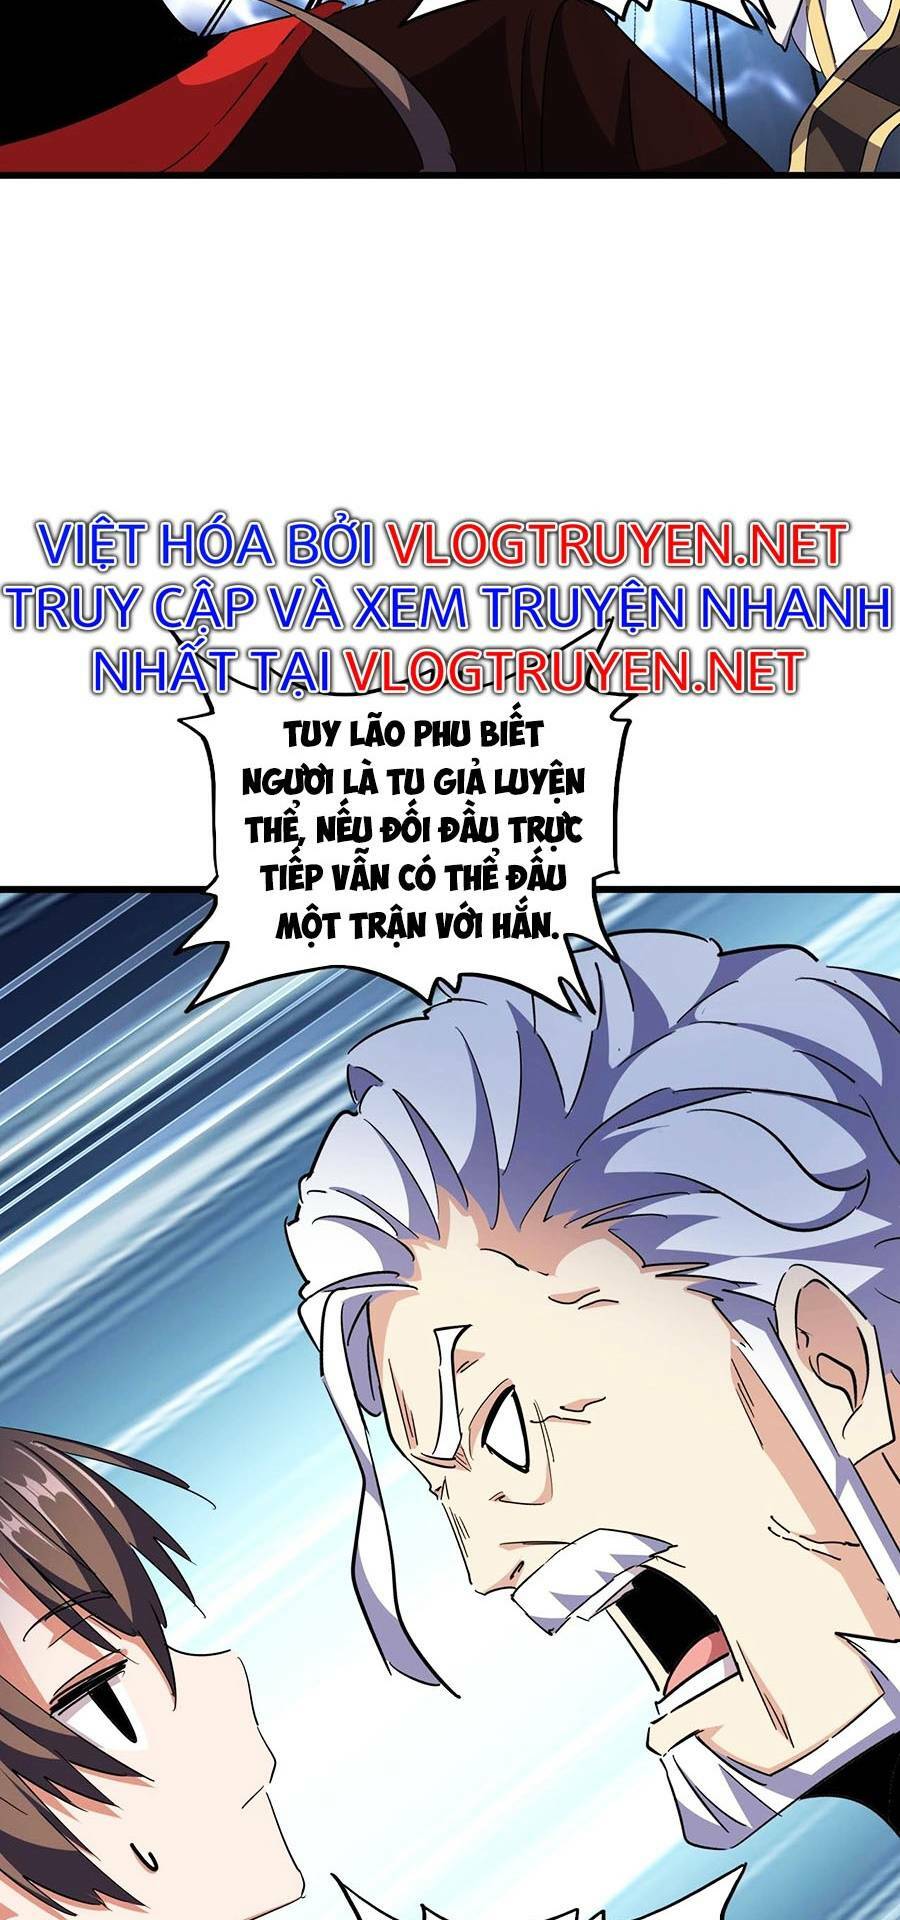 VIỆT HÓA BỞI VLOGTRUYEN.NET
TRUY CẬP VÀ XEM TRUYỆN NHANH
NHẤT TẠI VLOGTRUYEN.NET
TUY LÃO PHU BIẾT
NGƯƠI LÀ TU GIẢ LUYỆN
THỂ, NẾU ĐỐI ĐẦU TRỰC
TIẾP VẪN CÓ THỂ ĐẤU
MỘT TRẬN VỚI HẮN.